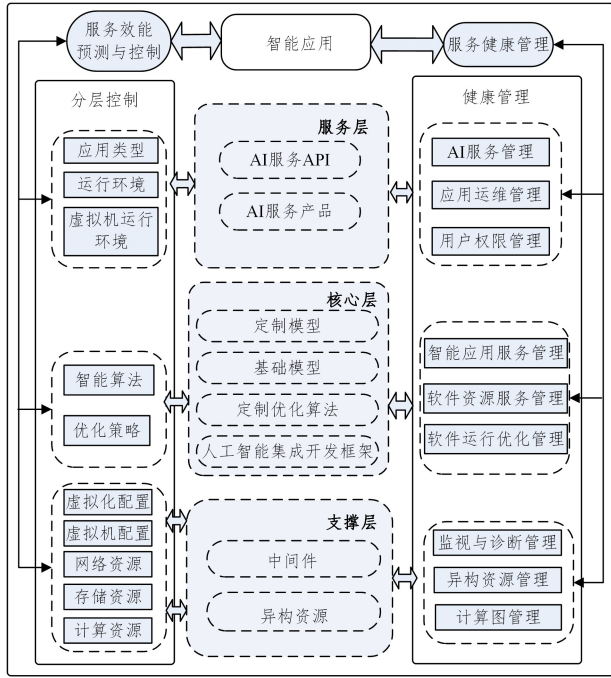 服务效能
预测与控制
智能应用
服务健康管理
分层控制
应用类型
运行环境
虚拟机运行
环境
智能算法
优化策略
虚拟化配置
虚拟机配置
网络资源
存储资源
计算资源
服务层
AI服务API
AI服务产品
核心层
定制模型
基础模型
定制优化算法
人工智能集成开发框架
支撑层
中间件
异构资源
健康管理
AI服务管理
应用运维管理
用户权限管理
智能应用服务管理
软件资源服务管理
软件运行优化管理
监视与诊断管理
异构资源管理
计算图管理